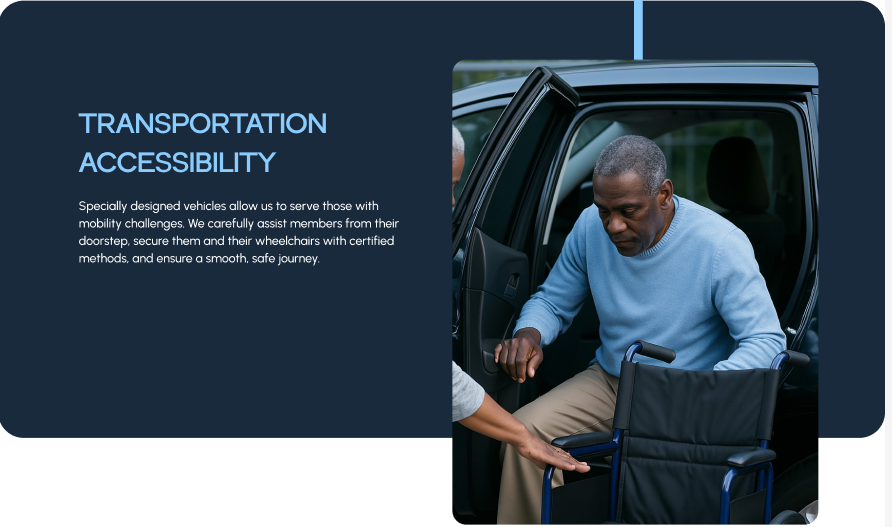 TRANSPORTATION
ACCESSIBILITY
Specially designed vehicles allow us to serve those with
mobility challenges. We carefully assist members from their
doorstep, secure them and their wheelchairs with certified
methods, and ensure a smooth, safe journey.